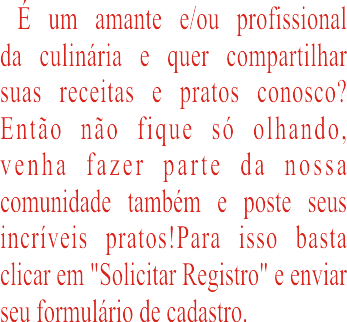 É um amante e/ou profissional
da culinária e quer compartilhar
suas receitas e pratos conosco?
Então não fique só olhando,
venha fazer parte da nossa
comunidade também e poste seus
incríveis pratos!Para isso basta
clicar em "Solicitar Registro" e enviar
seu formulário de cadastro.